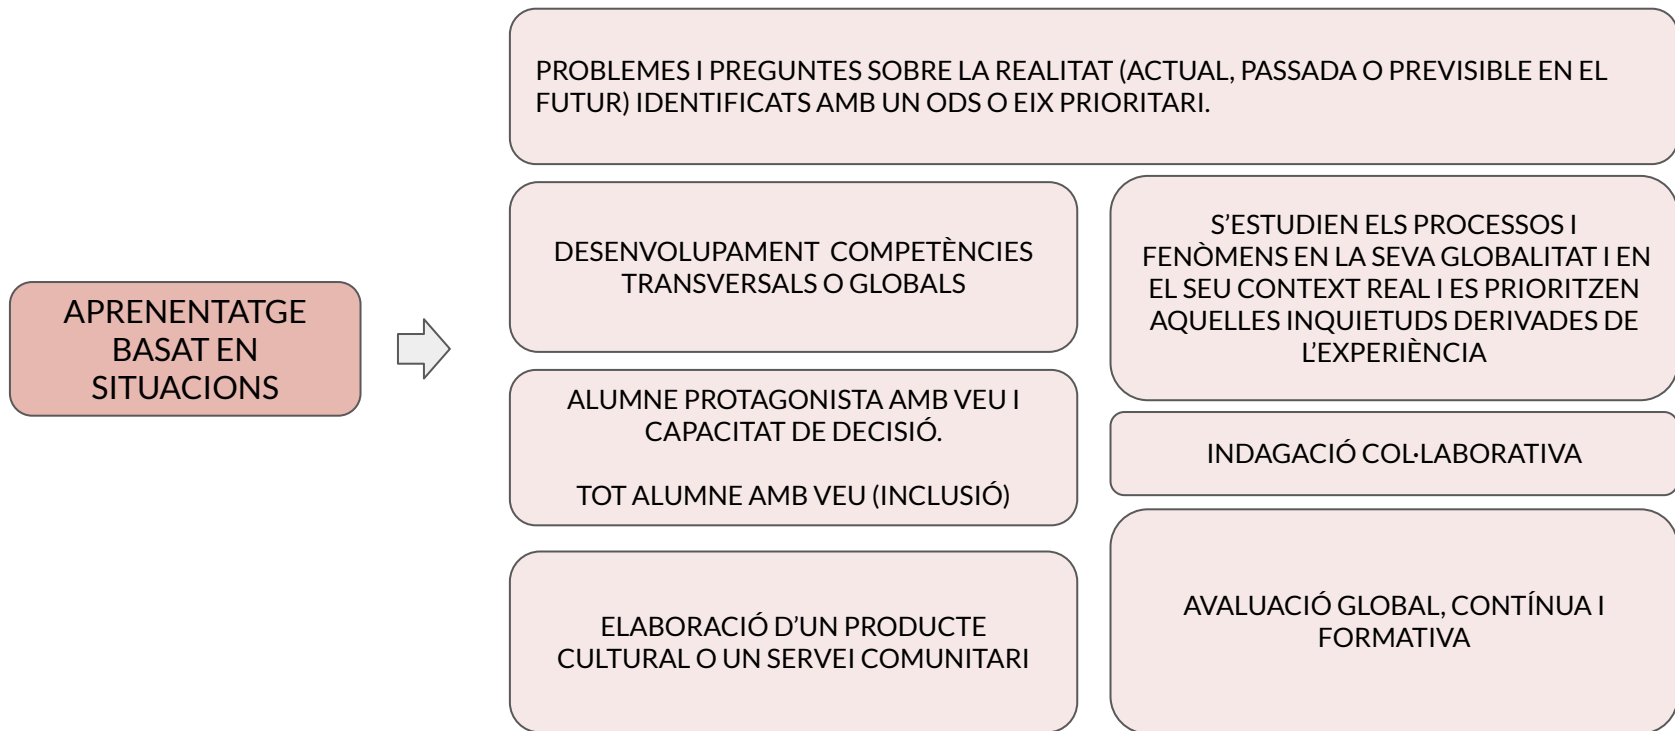 PROBLEMES I PREGUNTES SOBRE LA REALITAT (ACTUAL, PASSADA O PREVISIBLE EN EL
FUTUR) IDENTIFICATS AMB UN ODS O EIX PRIORITARI.
APRENENTATGE
BASAT EN
SITUACIONS
DESENVOLUPAMENT COMPETÈNCIES
TRANSVERSALS O GLOBALS
S'ESTUDIEN ELS PROCESSOS I
FENÒMENS EN LA SEVA GLOBALITAT I EN
EL SEU CONTEXT REAL I ES PRIORITZEN
AQUELLES INQUIETUDS DERIVADES DE
L'EXPERIÈNCIA
ALUMNE PROTAGONISTA AMB VEU I
CAPACITAT DE DECISIÓ.
TOT ALUMNE AMB VEU (INCLUSIÓ)
INDAGACIÓ COL·LABORATIVA
ELABORACIÓ D'UN PRODUCTE
CULTURAL O UN SERVEI COMUNITARI
AVALUACIÓ GLOBAL, CONTÍNUA I
FORMATIVA